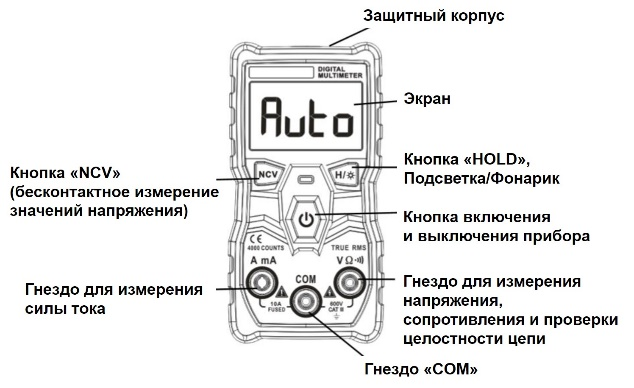 Защитный корпус
DIGITAL
MULTIMETER
Auto
Экран
Кнопка «NCV»
(бесконтактное измерение
значений напряжения)
NCV
H/☼
Кнопка «HOLD»,
Подсветка/Фонарик
Кнопка включения
и выключения прибора
CE
4000 COUNTS
TRUE RMS
A mA
COM
V Ω
Гнездо для измерения
силы тока
10A
FUSED
600V
CAT III
Гнездо для измерения
напряжения,
сопротивления и проверки
целостности цепи
Гнездо «COM»